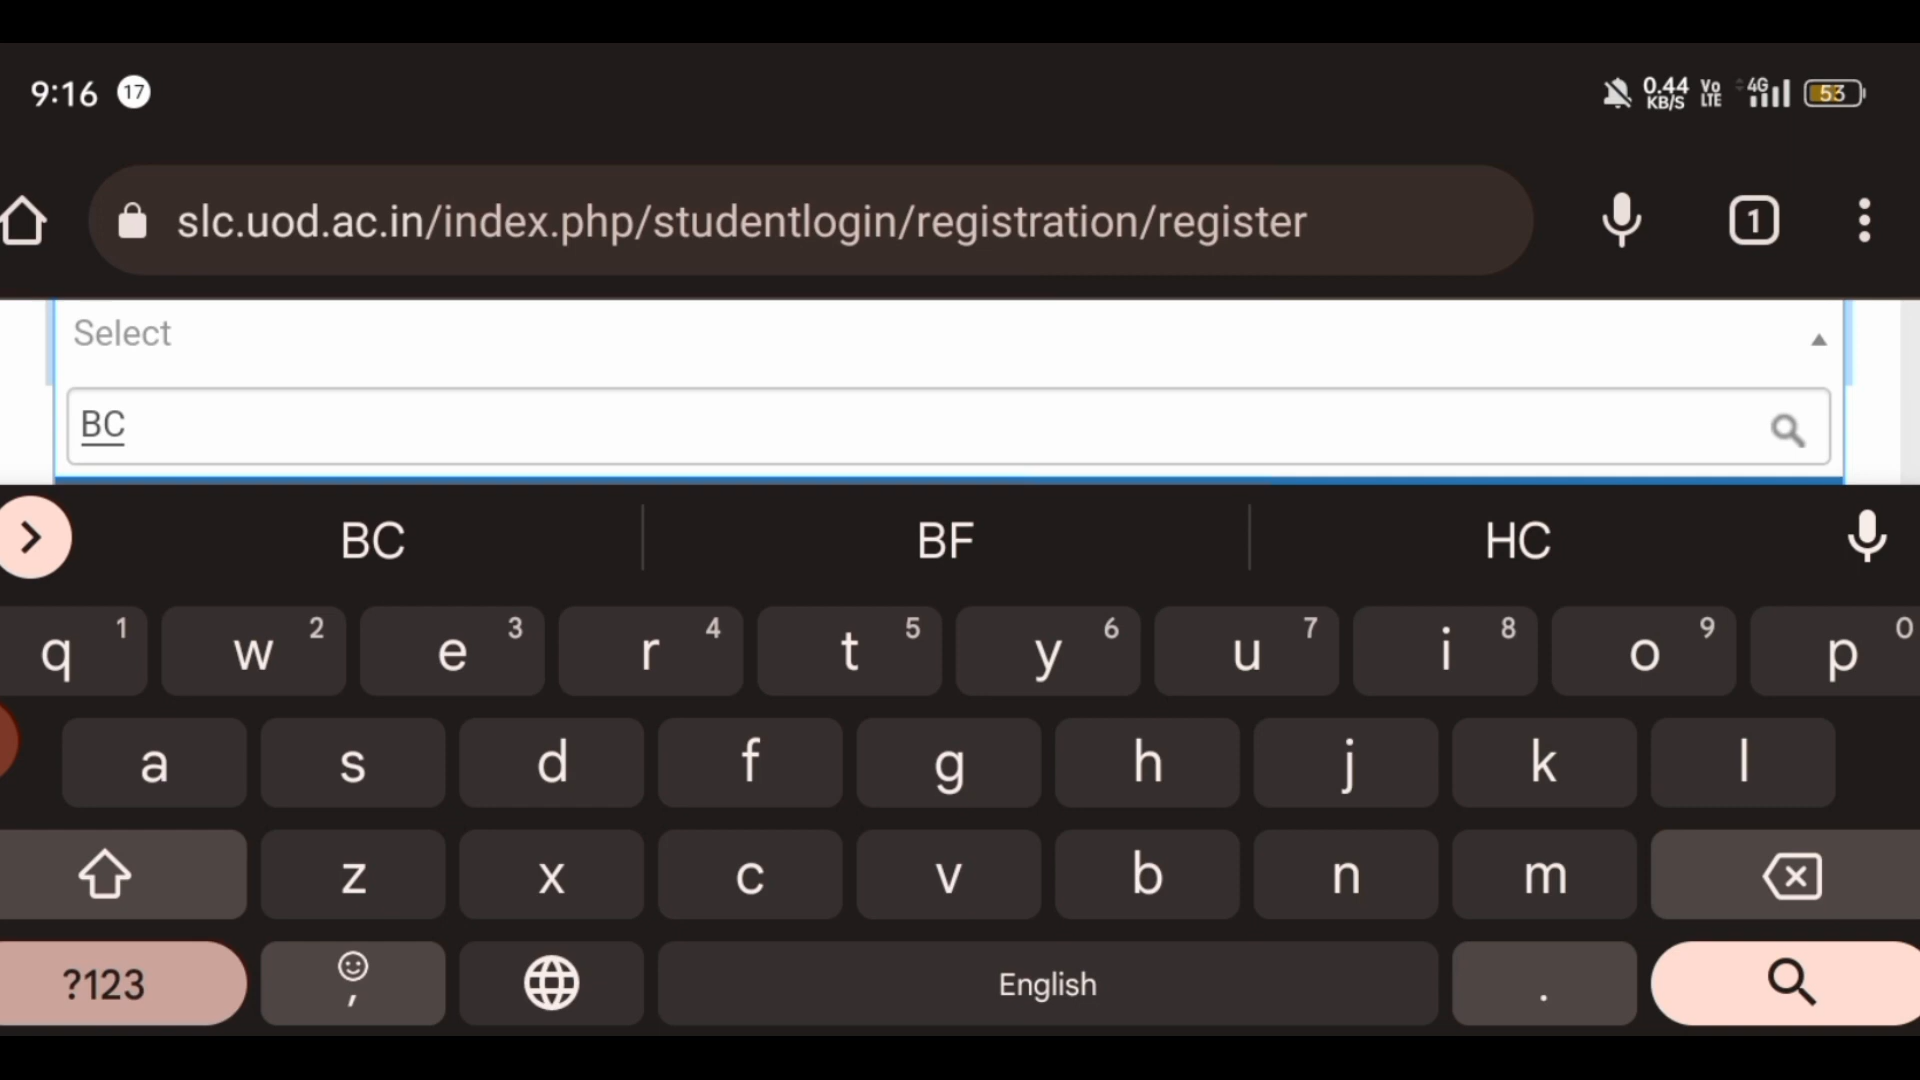 9:16 17 0.44 KB/S Vo LTE 4G 53
slc.uod.ac.in/index.php/studentlogin/registration/register 1
Select
BC
BC BF HC
q 1 w 2 e 3 r 4 t 5 y 6 u 7 i 8 o 9 p 0
a s d f g h j k l
z x c v b n m
?123 , English .